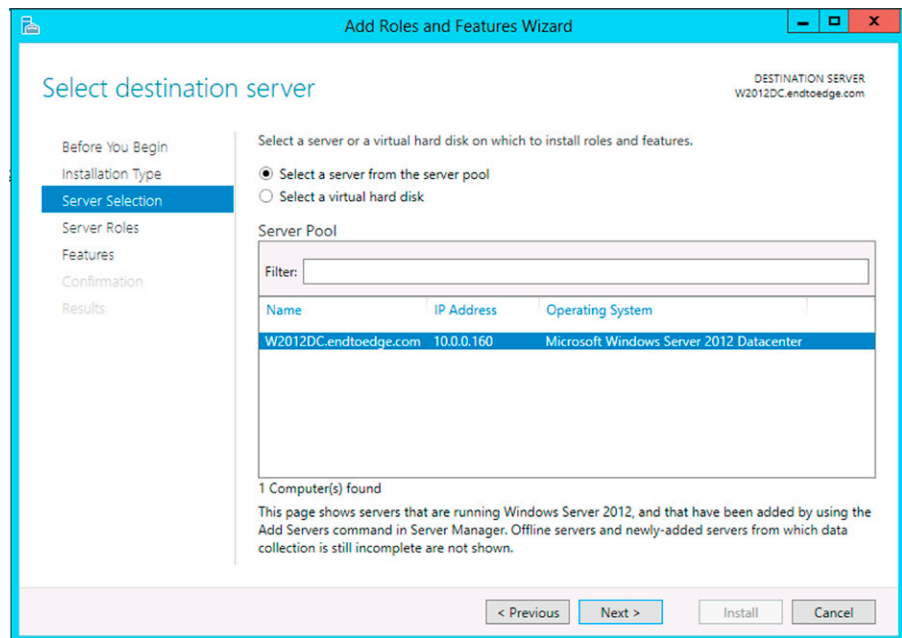 Add Roles and Features Wizard
Select destination server
DESTINATION SERVER
W2012DC.endtoedge.com
Before You Begin
Installation Type
Server Selection
Server Roles
Features
Confirmation
Results
Select a server or a virtual hard disk on which to install roles and features.
Select a server from the server pool
Select a virtual hard disk
Server Pool
Filter:
Name IP Address Operating System
W2012DC.endtoedge.com 10.0.0.160 Microsoft Windows Server 2012 Datacenter
1 Computer(s) found
This page shows servers that are running Windows Server 2012, and that have been added by using the
Add Servers command in Server Manager. Offline servers and newly-added servers from which data
collection is still incomplete are not shown.
< Previous Next > Install Cancel